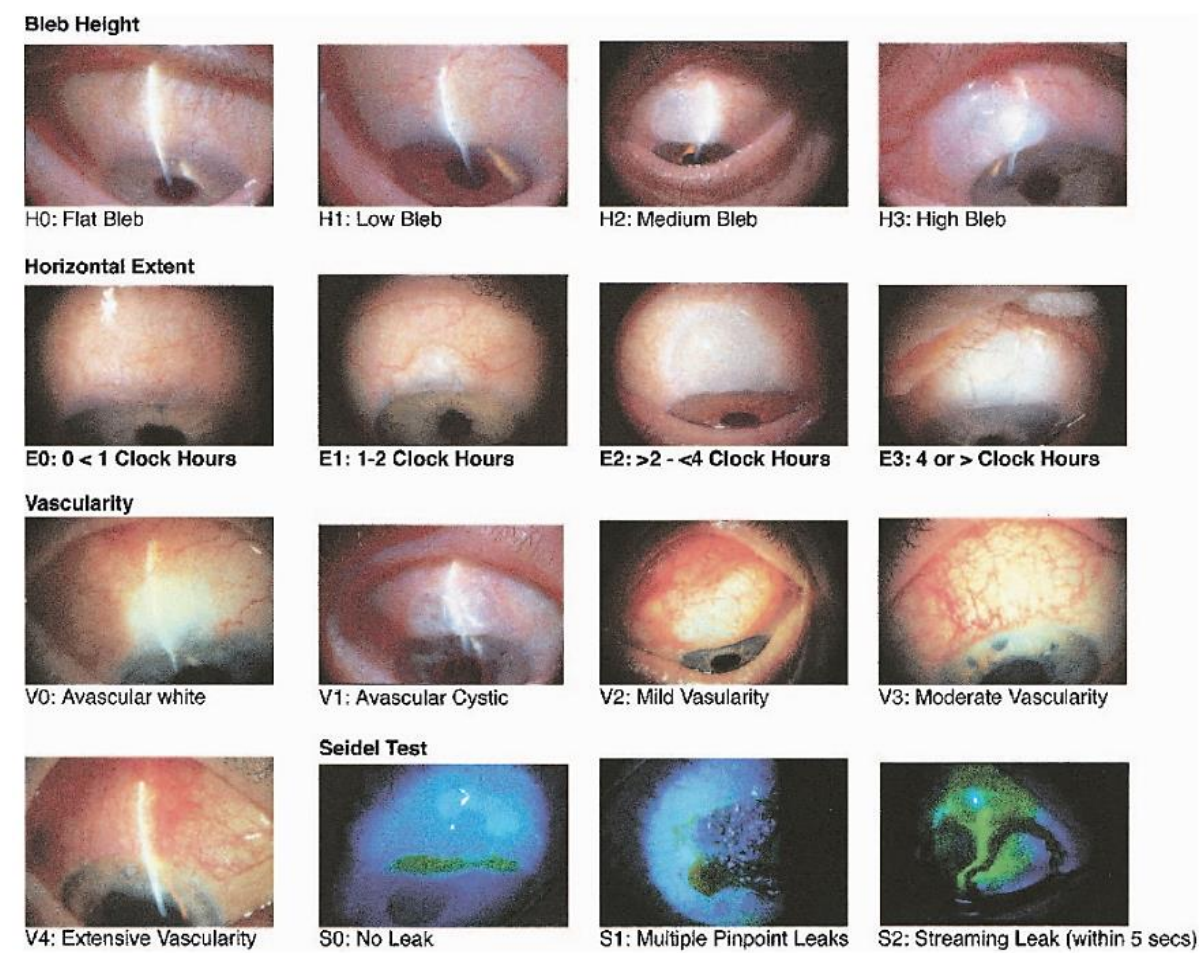 Bleb Height
H0: Flat Bleb
H1: Low Bleb
H2: Medium Bleb
H3: High Bleb
Horizontal Extent
E0: 0 < 1 Clock Hours
E1: 1-2 Clock Hours
E2: >2 - <4 Clock Hours
E3: 4 or > Clock Hours
Vascularity
V0: Avascular white
V1: Avascular Cystic
V2: Mild Vasularity
V3: Moderate Vascularity
Seidel Test
V4: Extensive Vascularity
S0: No Leak
S1: Multiple Pinpoint Leaks
S2: Streaming Leak (within 5 secs)